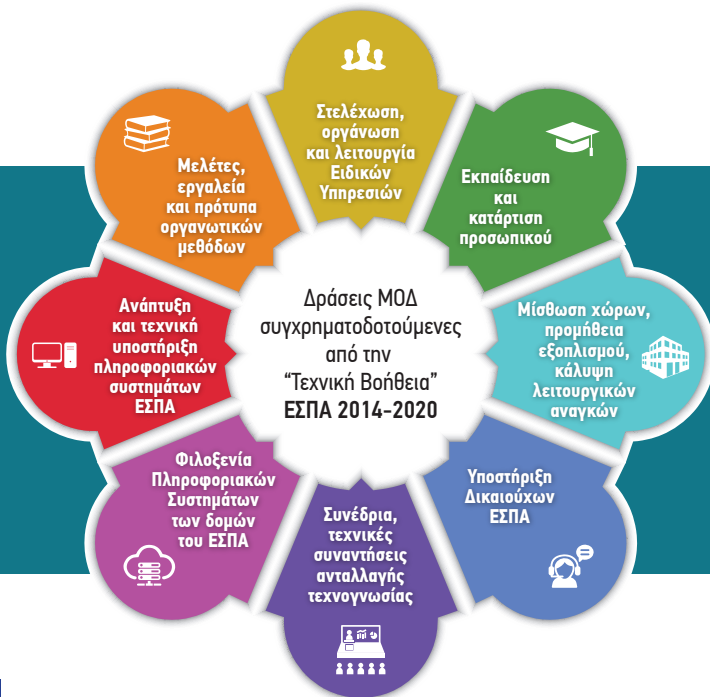 Στελέχωση,
οργάνωση
και λειτουργία
Ειδικών
Υπηρεσιών
Εκπαίδευση
και
κατάρτιση
προσωπικού
Μίσθωση χώρων,
προμήθεια
εξοπλισμού,
κάλυψη
λειτουργικών
αναγκών
Υποστήριξη
Δικαιούχων
ΕΣΠΑ
Συνέδρια,
τεχνικές
συναντήσεις
ανταλλαγής
τεχνογνωσίας
Φιλοξενία
Πληροφοριακών
Συστημάτων
των δομών
του ΕΣΠΑ
Ανάπτυξη
και τεχνική
υποστήριξη
πληροφοριακών
συστημάτων
ΕΣΠΑ
Μελέτες,
εργαλεία
και πρότυπα
οργανωτικών
μεθόδων
Δράσεις ΜΟΔ
συγχρηματοδοτούμενες
από την
“Τεχνική Βοήθεια”
ΕΣΠΑ 2014-2020